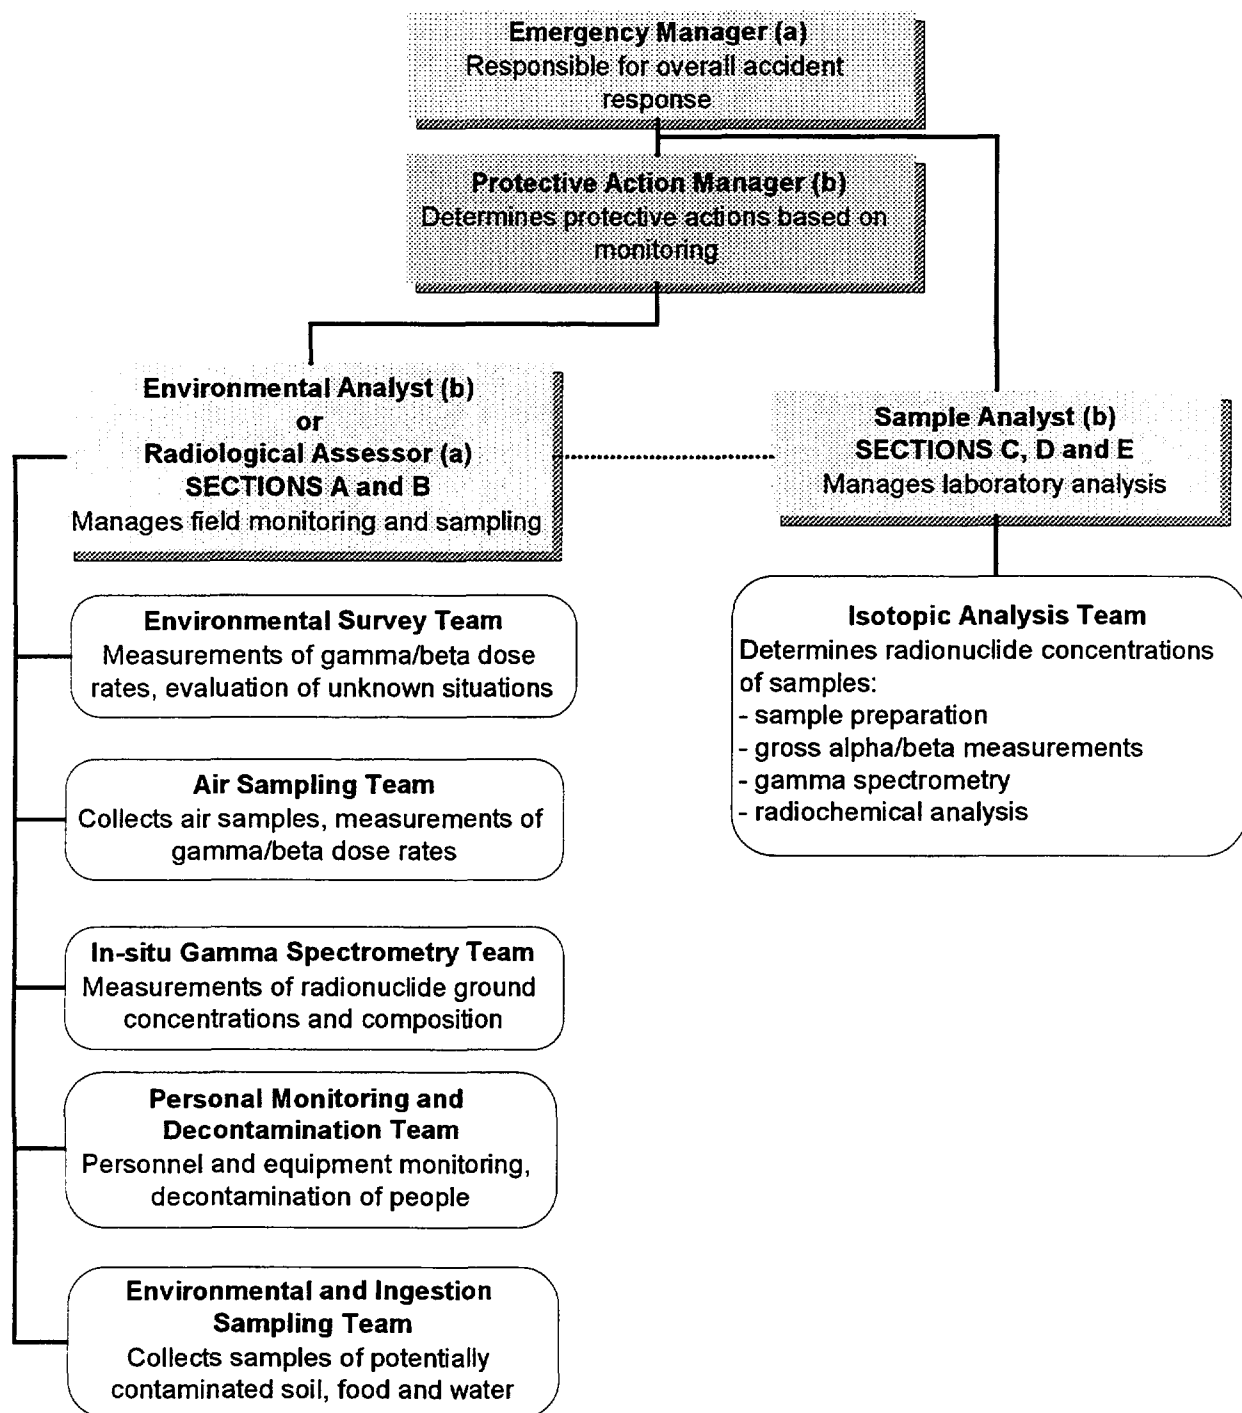 Emergency Manager (a)
Responsible for overall accident
response
Protective Action Manager (b)
Determines protective actions based on
monitoring
Environmental Analyst (b)
or
Radiological Assessor (a)
SECTIONS A and B
Manages field monitoring and sampling
Sample Analyst (b)
SECTIONS C, D and E
Manages laboratory analysis
Environmental Survey Team
Measurements of gamma/beta dose
rates, evaluation of unknown situations
Air Sampling Team
Collects air samples, measurements of
gamma/beta dose rates
In-situ Gamma Spectrometry Team
Measurements of radionuclide ground
concentrations and composition
Personal Monitoring and
Decontamination Team
Personnel and equipment monitoring,
decontamination of people
Environmental and Ingestion
Sampling Team
Collects samples of potentially
contaminated soil, food and water
Isotopic Analysis Team
Determines radionuclide concentrations
of samples:
- sample preparation
- gross alpha/beta measurements
- gamma spectrometry
- radiochemical analysis